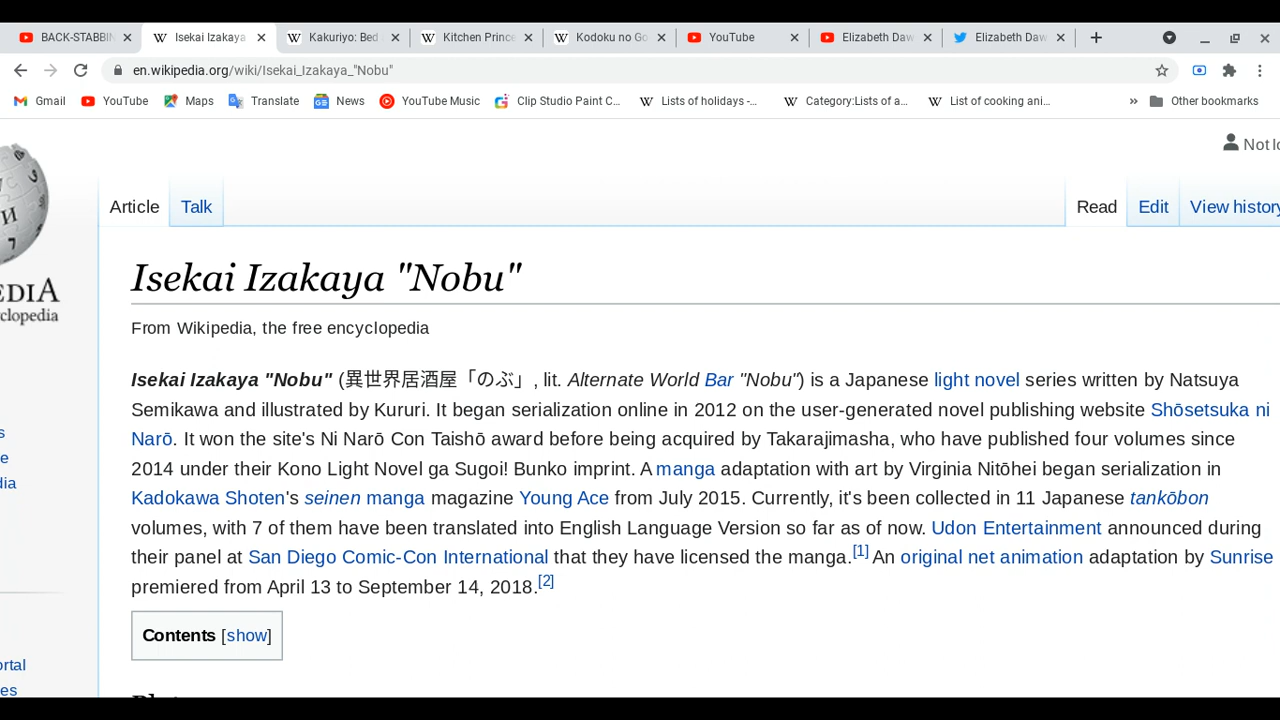 BACK-STABBIN
Isekai Izakaya
Kakuriyo: Bed
Kitchen Prince
Kodoku no Go
YouTube
Elizabeth Daw
Elizabeth Daw
en.wikipedia.org/wiki/Isekai_Izakaya_"Nobu"
Gmail
YouTube
Maps
Translate
News
YouTube Music
Clip Studio Paint C...
Lists of holidays -...
Category:Lists of a...
List of cooking ani...
»
Other bookmarks
Not lo
EDIA
clopedia
Article
Talk
Read
Edit
View history
Isekai Izakaya "Nobu"
From Wikipedia, the free encyclopedia
Isekai Izakaya "Nobu" (異世界居酒屋「のぶ」, lit. Alternate World Bar "Nobu") is a Japanese light novel series written by Natsuya
Semikawa and illustrated by Kururi. It began serialization online in 2012 on the user-generated novel publishing website Shōsetsuka ni
Narō. It won the site's Ni Narō Con Taishō award before being acquired by Takarajimasha, who have published four volumes since
2014 under their Kono Light Novel ga Sugoi! Bunko imprint. A manga adaptation with art by Virginia Nitōhei began serialization in
Kadokawa Shoten's seinen manga magazine Young Ace from July 2015. Currently, it's been collected in 11 Japanese tankōbon
volumes, with 7 of them have been translated into English Language Version so far as of now. Udon Entertainment announced during
their panel at San Diego Comic-Con International that they have licensed the manga.[1] An original net animation adaptation by Sunrise
premiered from April 13 to September 14, 2018.[2]
Contents [show]
s
e
dia
ortal
es